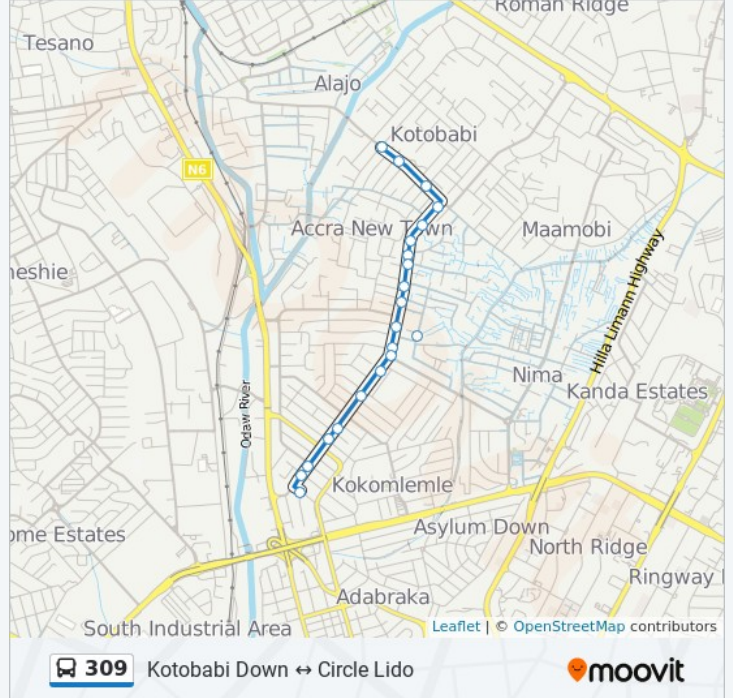 Roman Ridge
Tesano
Alajo
Kotobabi
N6
Accra New Town
Maamobi
neshie
Hilla Limann Highway
Nima
Kanda Estates
Odaw River
Kokomlemle
ome Estates
Asylum Down
North Ridge
Ringway
Adabraka
South Industrial Area
Leaflet | © OpenStreetMap contributors
309 Kotobabi Down ↔ Circle Lido
moovit